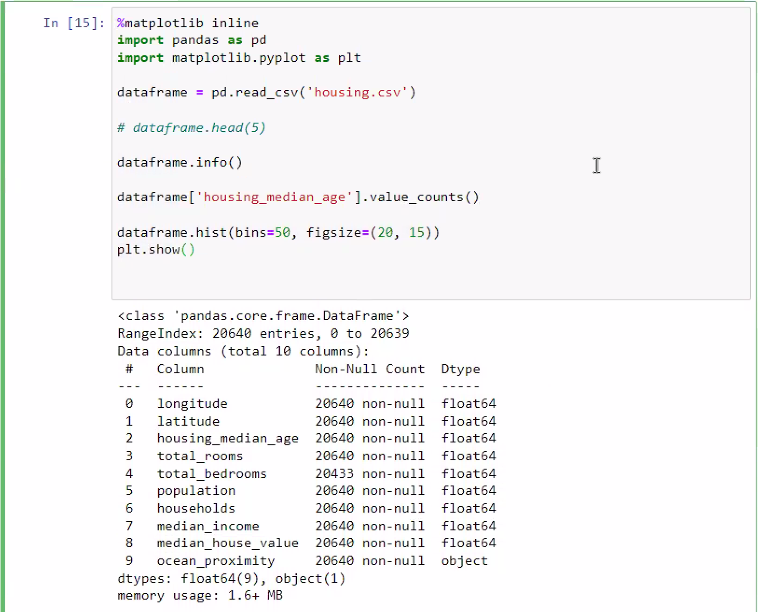 In [15]: %matplotlib inline
import pandas as pd
import matplotlib.pyplot as plt
dataframe = pd.read_csv('housing.csv')
# dataframe.head(5)
dataframe.info()
dataframe['housing_median_age'].value_counts()
dataframe.hist(bins=50, figsize=(20, 15))
plt.show()
<class 'pandas.core.frame.DataFrame'>
RangeIndex: 20640 entries, 0 to 20639
Data columns (total 10 columns):
 #   Column              Non-Null Count  Dtype
---  ------              --------------  -----
 0   longitude           20640 non-null  float64
 1   latitude            20640 non-null  float64
 2   housing_median_age  20640 non-null  float64
 3   total_rooms         20640 non-null  float64
 4   total_bedrooms      20433 non-null  float64
 5   population          20640 non-null  float64
 6   households          20640 non-null  float64
 7   median_income       20640 non-null  float64
 8   median_house_value  20640 non-null  float64
 9   ocean_proximity     20640 non-null  object
dtypes: float64(9), object(1)
memory usage: 1.6+ MB